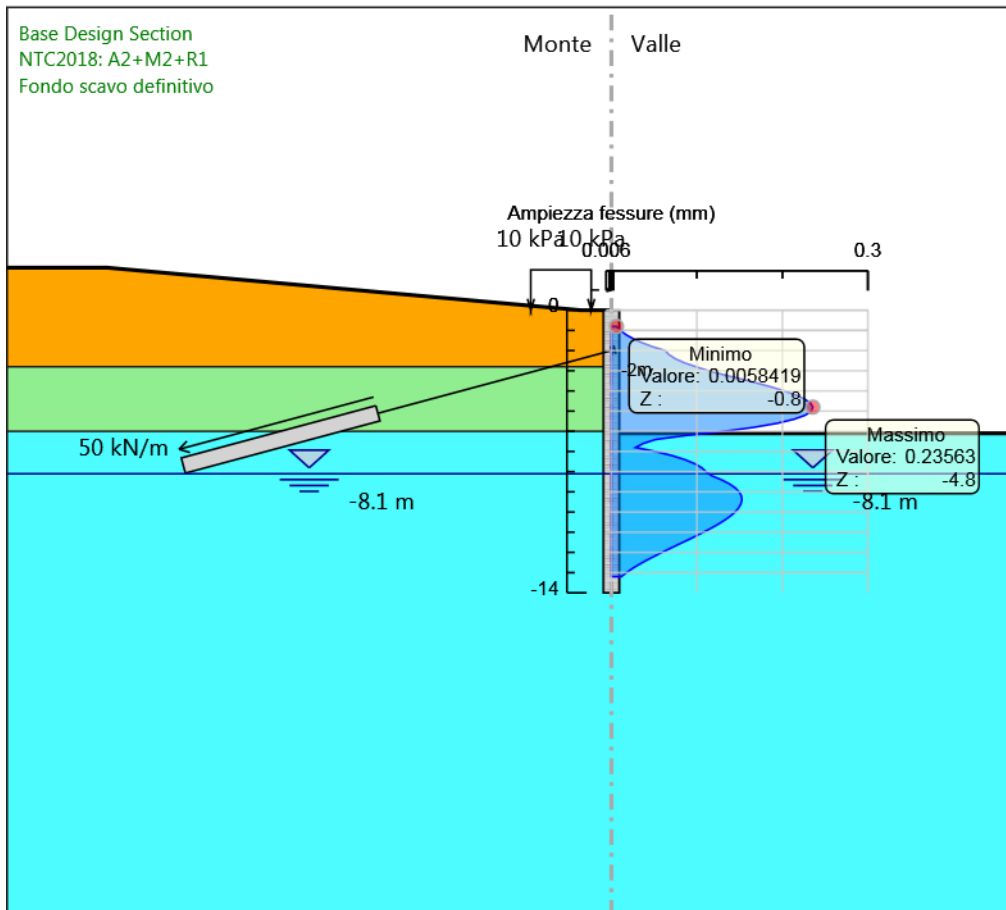 Base Design Section
NTC2018: A2+M2+R1
Fondo scavo definitivo
Monte
Valle
Ampiezza fessure (mm)
10 kPa
10 kPa
0.006
0.3
0
-2m
Minimo
Valore: 0.0058419
Z : -0.8
Massimo
Valore: 0.23563
Z : -4.8
50 kN/m
-8.1 m
-8.1 m
-14